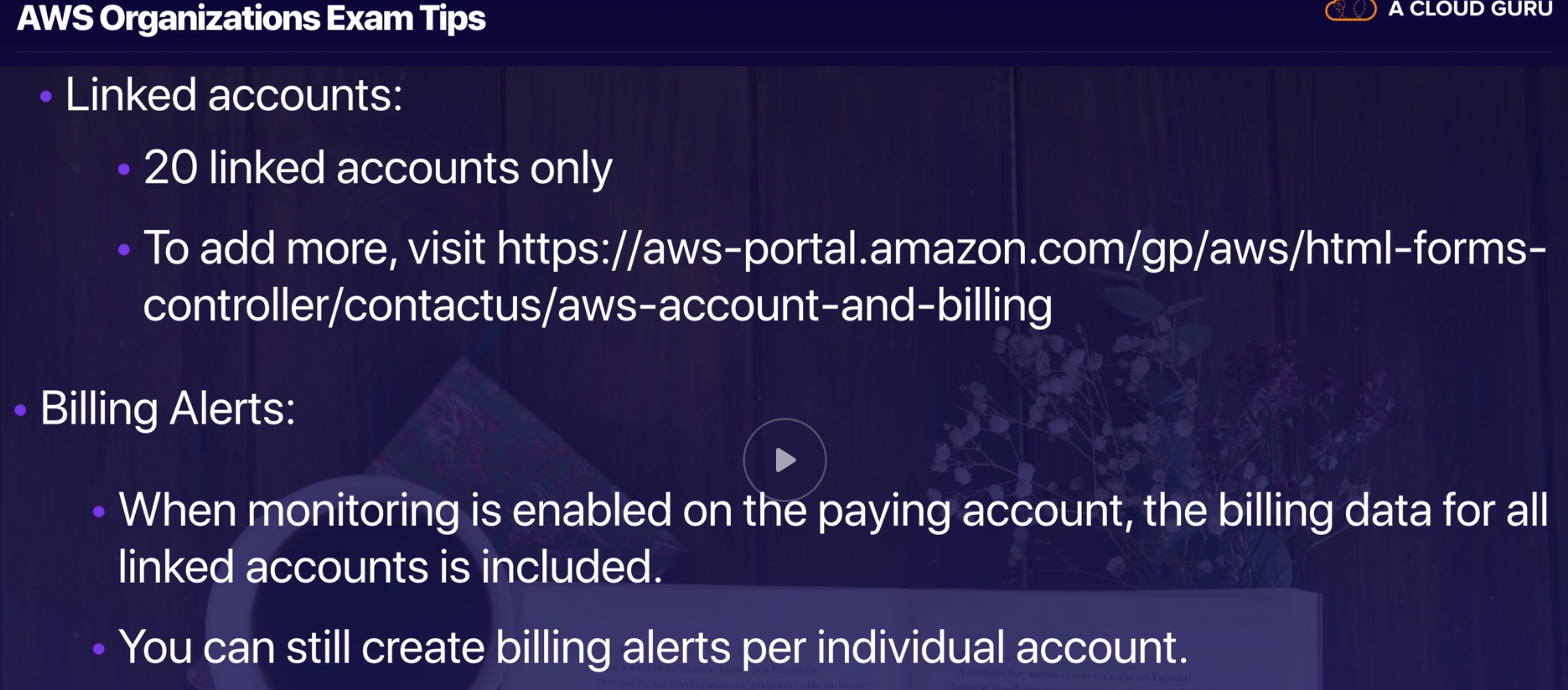 AWS Organizations Exam Tips
A CLOUD GURU
• Linked accounts:
• 20 linked accounts only
• To add more, visit https://aws-portal.amazon.com/gp/aws/html-forms-
controller/contactus/aws-account-and-billing
• Billing Alerts:
• When monitoring is enabled on the paying account, the billing data for all
linked accounts is included.
• You can still create billing alerts per individual account.